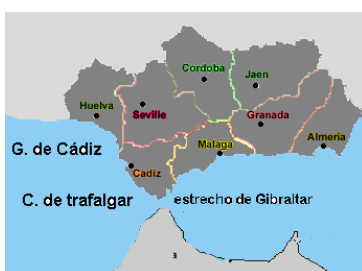 Cordoba
Jaen
Huelva
Seville
Granada
Almeria
Malaga
G. de Cádiz
Cadiz
C. de trafalgar
estrecho de Gibraltar